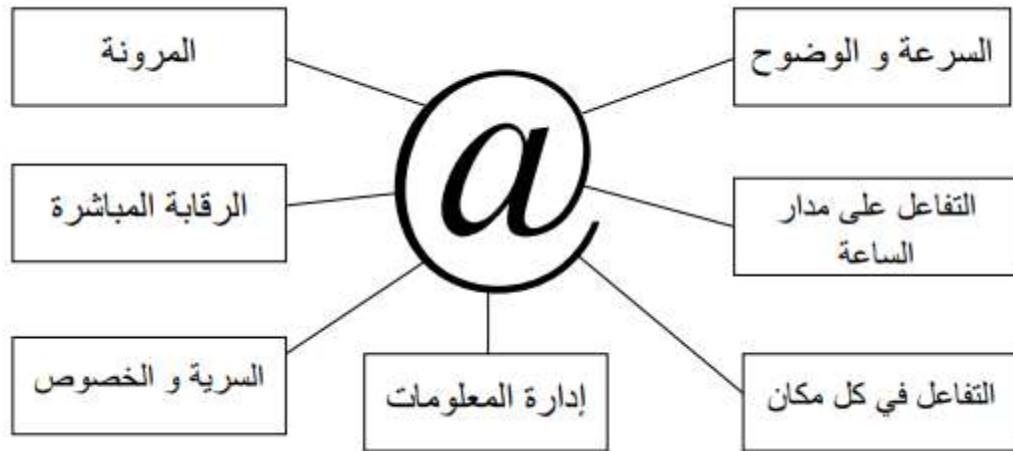 السرعة و الوضوح
المرونة
@
التفاعل على مدار
الساعة
الرقابة المباشرة
التفاعل في كل مكان
إدارة المعلومات
السرية و الخصوص